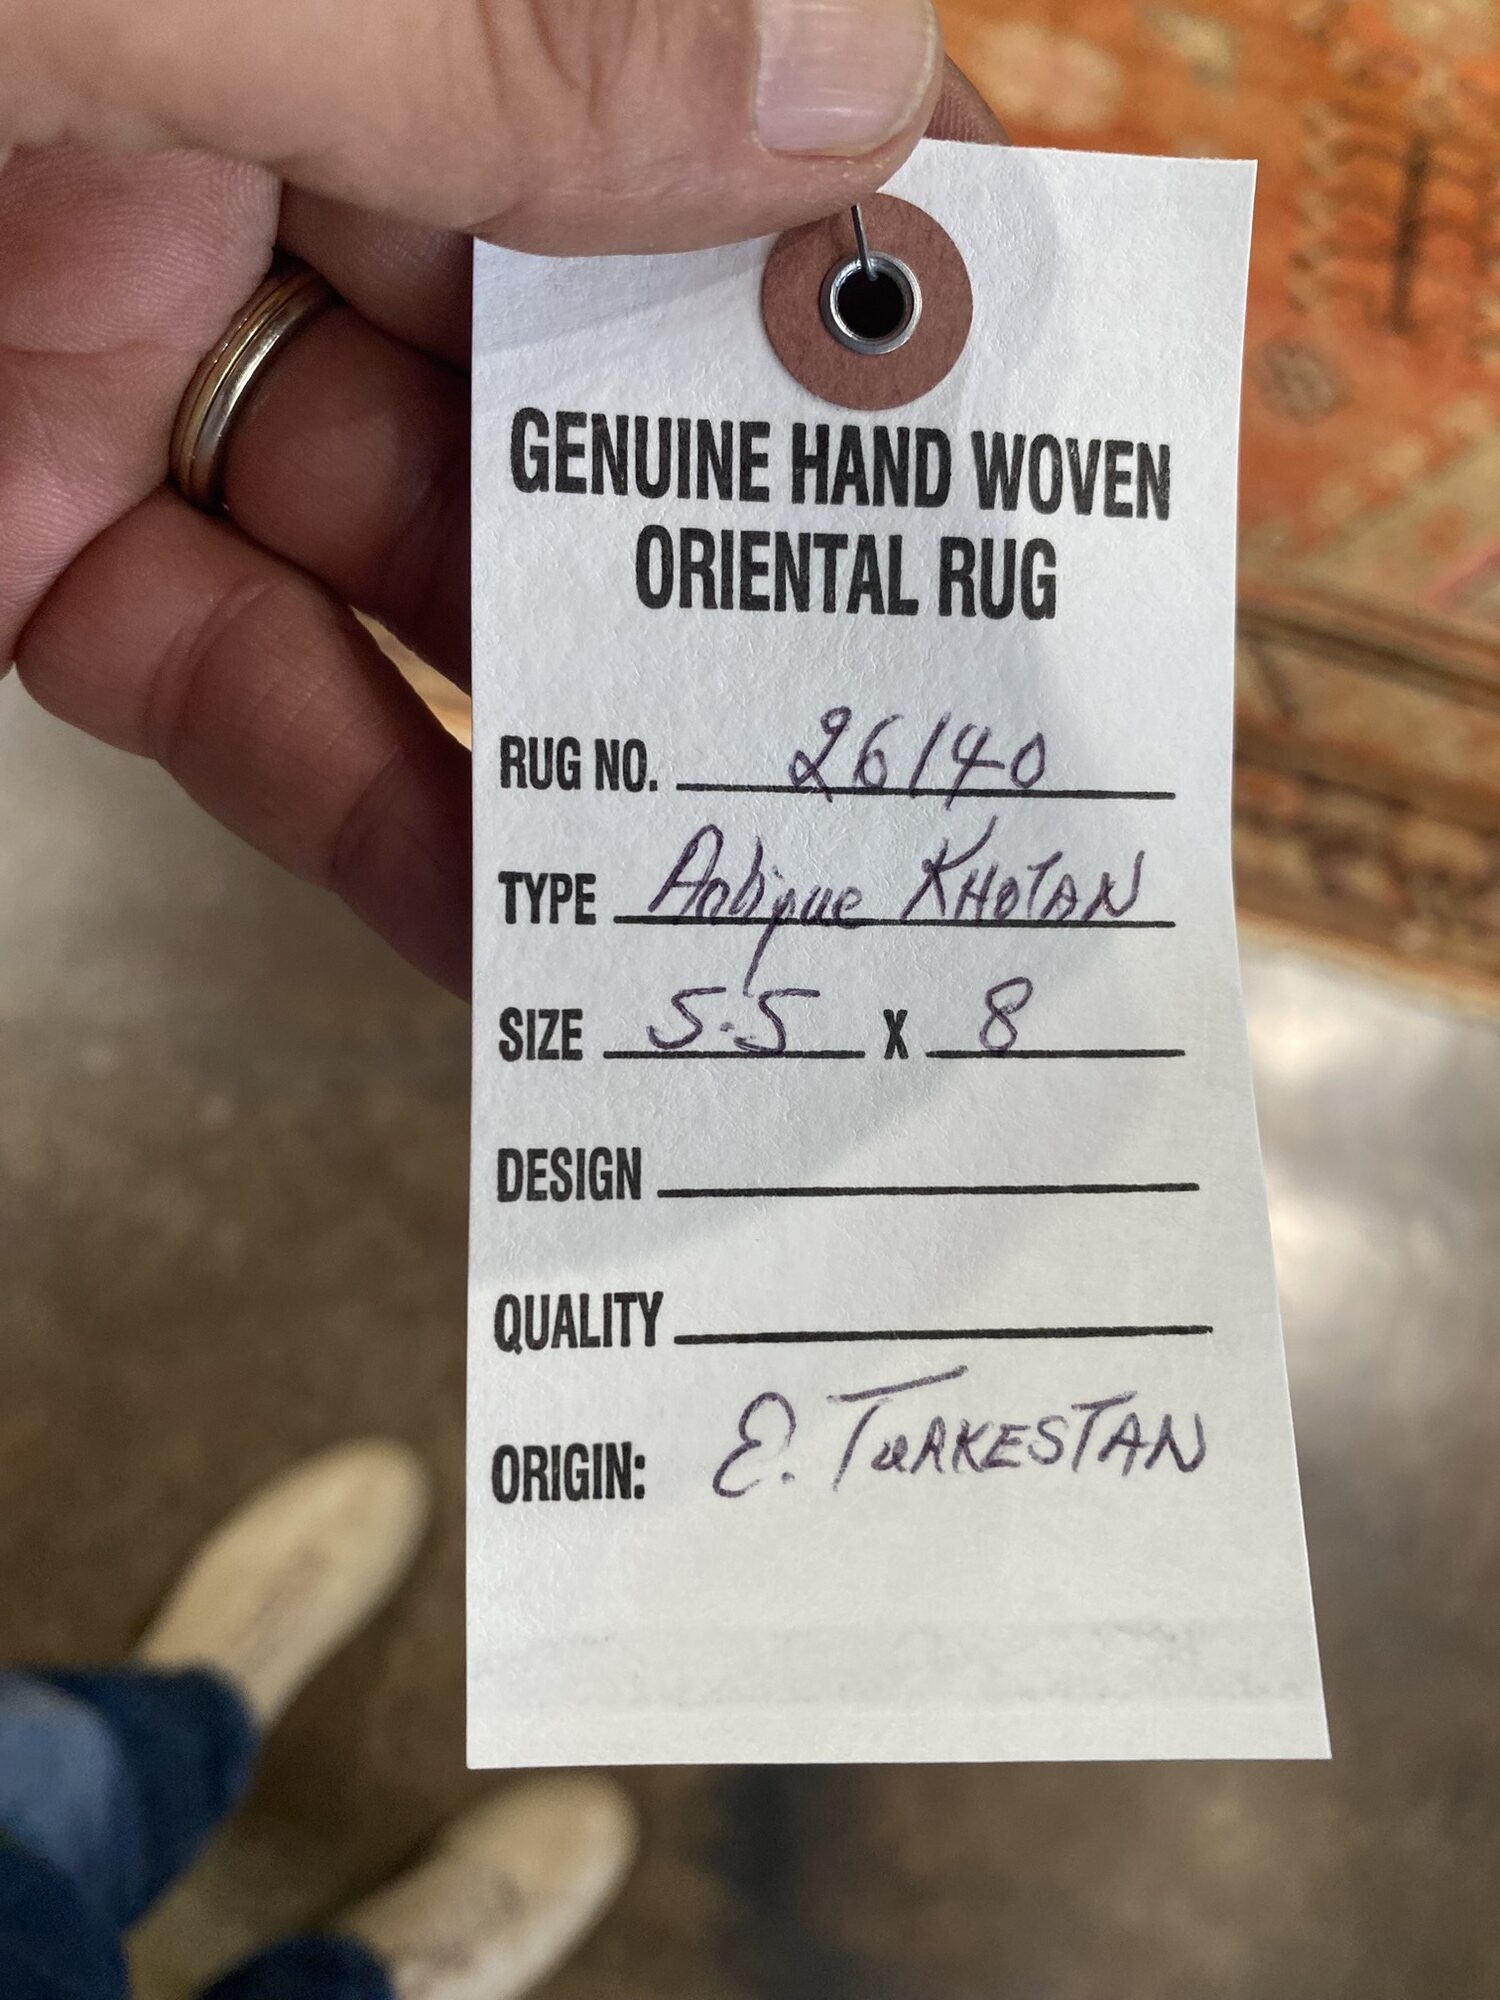 GENUINE HAND WOVEN
ORIENTAL RUG
RUG NO. 26140
TYPE Antique KHOTAN
SIZE 5.5 X 8
DESIGN
QUALITY
ORIGIN: E. TURKESTAN